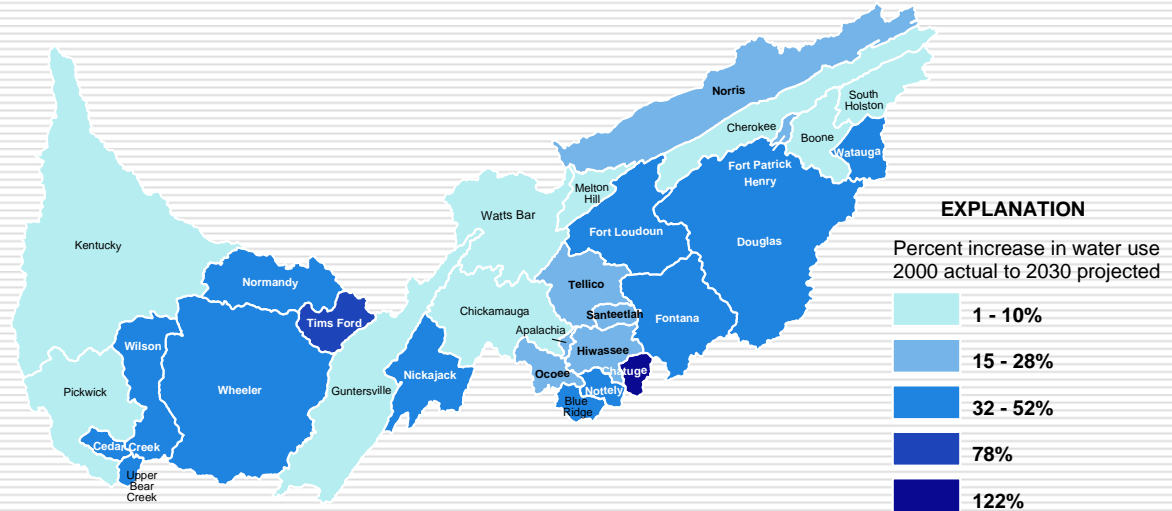 Norris
South
Holston
Cherokee
Boone
Watauga
Fort Patrick
Henry
Melton
Hill
Watts Bar
Kentucky
Fort Loudoun
Douglas
Normandy
Tellico
Chickamauga
Santeetlah
Fontana
Tims Ford
Apalachia
Wilson
Hiwassee
Chatuge
Nickajack
Ocoee
Pickwick
Wheeler
Guntersville
Nottely
Blue
Ridge
Cedar Creek
Upper
Bear
Creek
EXPLANATION
Percent increase in water use
2000 actual to 2030 projected
1 - 10%
15 - 28%
32 - 52%
78%
122%